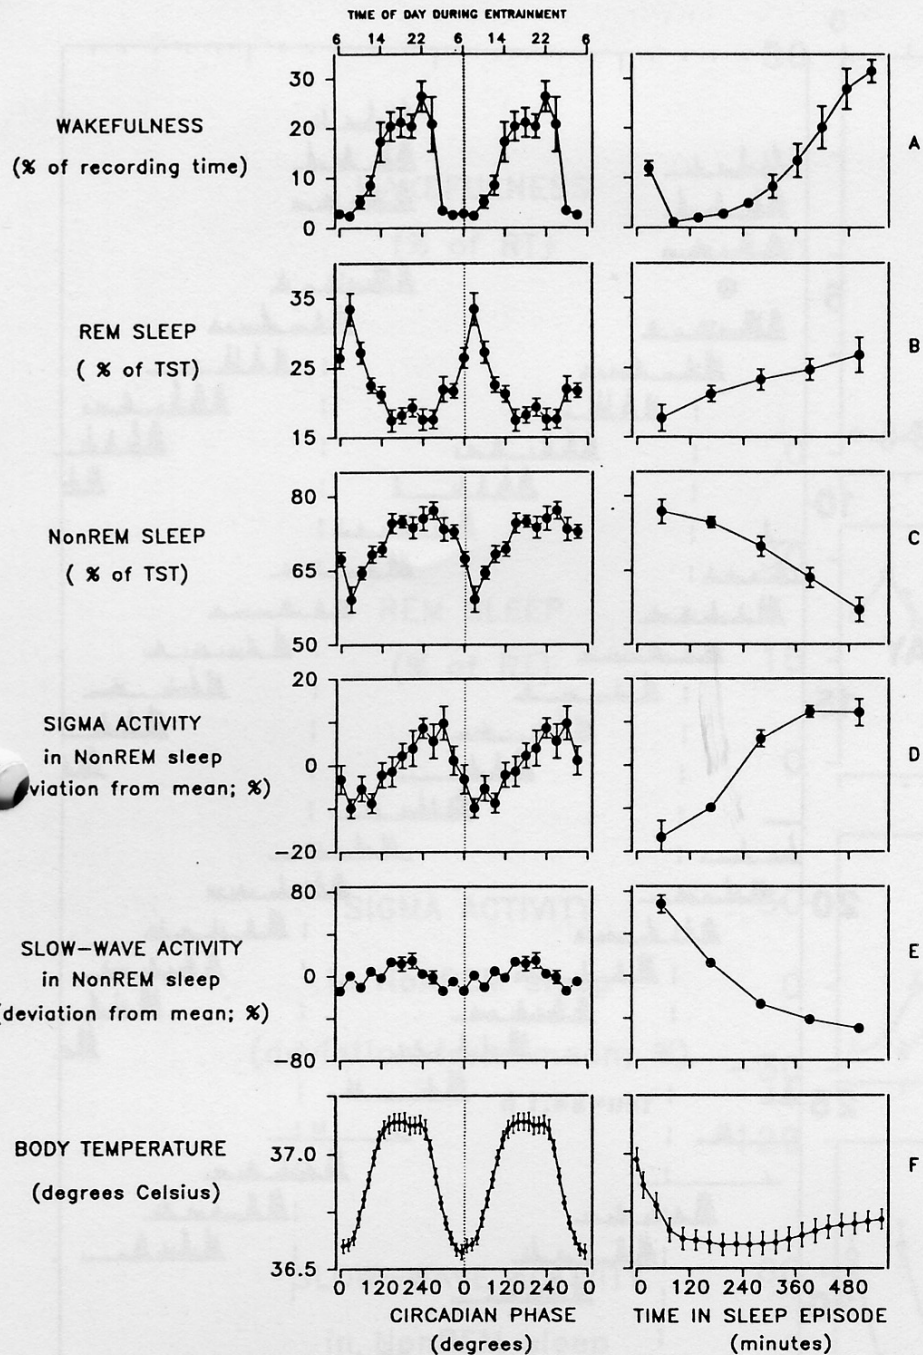 TIME OF DAY DURING ENTRAINMENT
6 14 22 6 14 22 6
WAKEFULNESS
(% of recording time)
30
20
10
0
A
REM SLEEP
( % of TST)
35
25
15
B
NonREM SLEEP
( % of TST)
80
65
50
C
SIGMA ACTIVITY
in NonREM sleep
viation from mean; %)
20
0
−20
D
SLOW−WAVE ACTIVITY
in NonREM sleep
(deviation from mean; %)
80
0
−80
E
BODY TEMPERATURE
(degrees Celsius)
37.0
36.5
F
0 120 240 0 120 240 0
0 120 240 360 480
CIRCADIAN PHASE
(degrees)
TIME IN SLEEP EPISODE
(minutes)